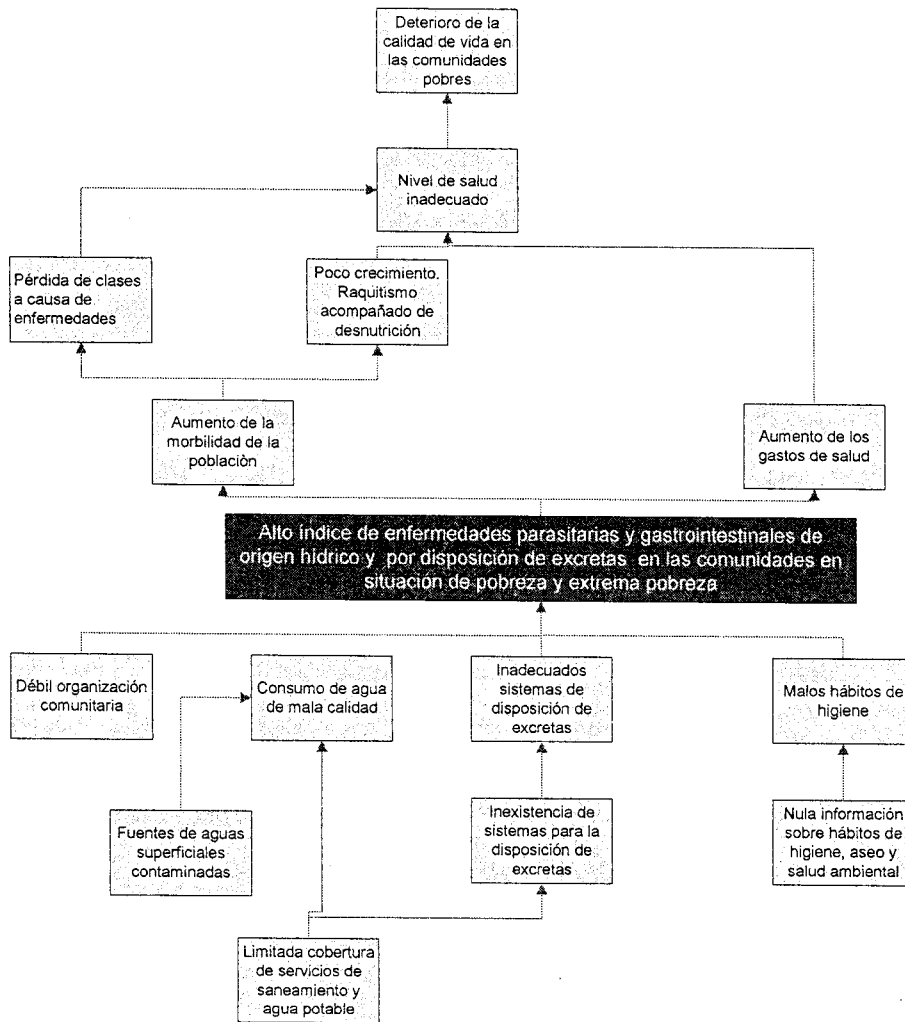 Deterioro de la
calidad de vida en
las comunidades
pobres
Nivel de salud
inadecuado
Pérdida de clases
a causa de
enfermedades
Poco crecimiento.
Raquitismo
acompañado de
desnutrición
Aumento de la
morbilidad de la
poblaciòn
Aumento de los
gastos de salud
Alto índice de enfermedades parasitarias y gastrointestinales de
origen hídrico y por disposición de excretas en las comunidades en
situación de pobreza y extrema pobreza
Débil organización
comunitaria
Consumo de agua
de mala calidad
Inadecuados
sistemas de
disposición de
excretas
Malos hábitos de
higiene
Fuentes de aguas
superficiales
contaminadas
Inexistencia de
sistemas para la
disposición de
excretas
Nula información
sobre hábitos de
higiene, aseo y
salud ambiental
Limitada cobertura
de servicios de
saneamiento y
agua potable